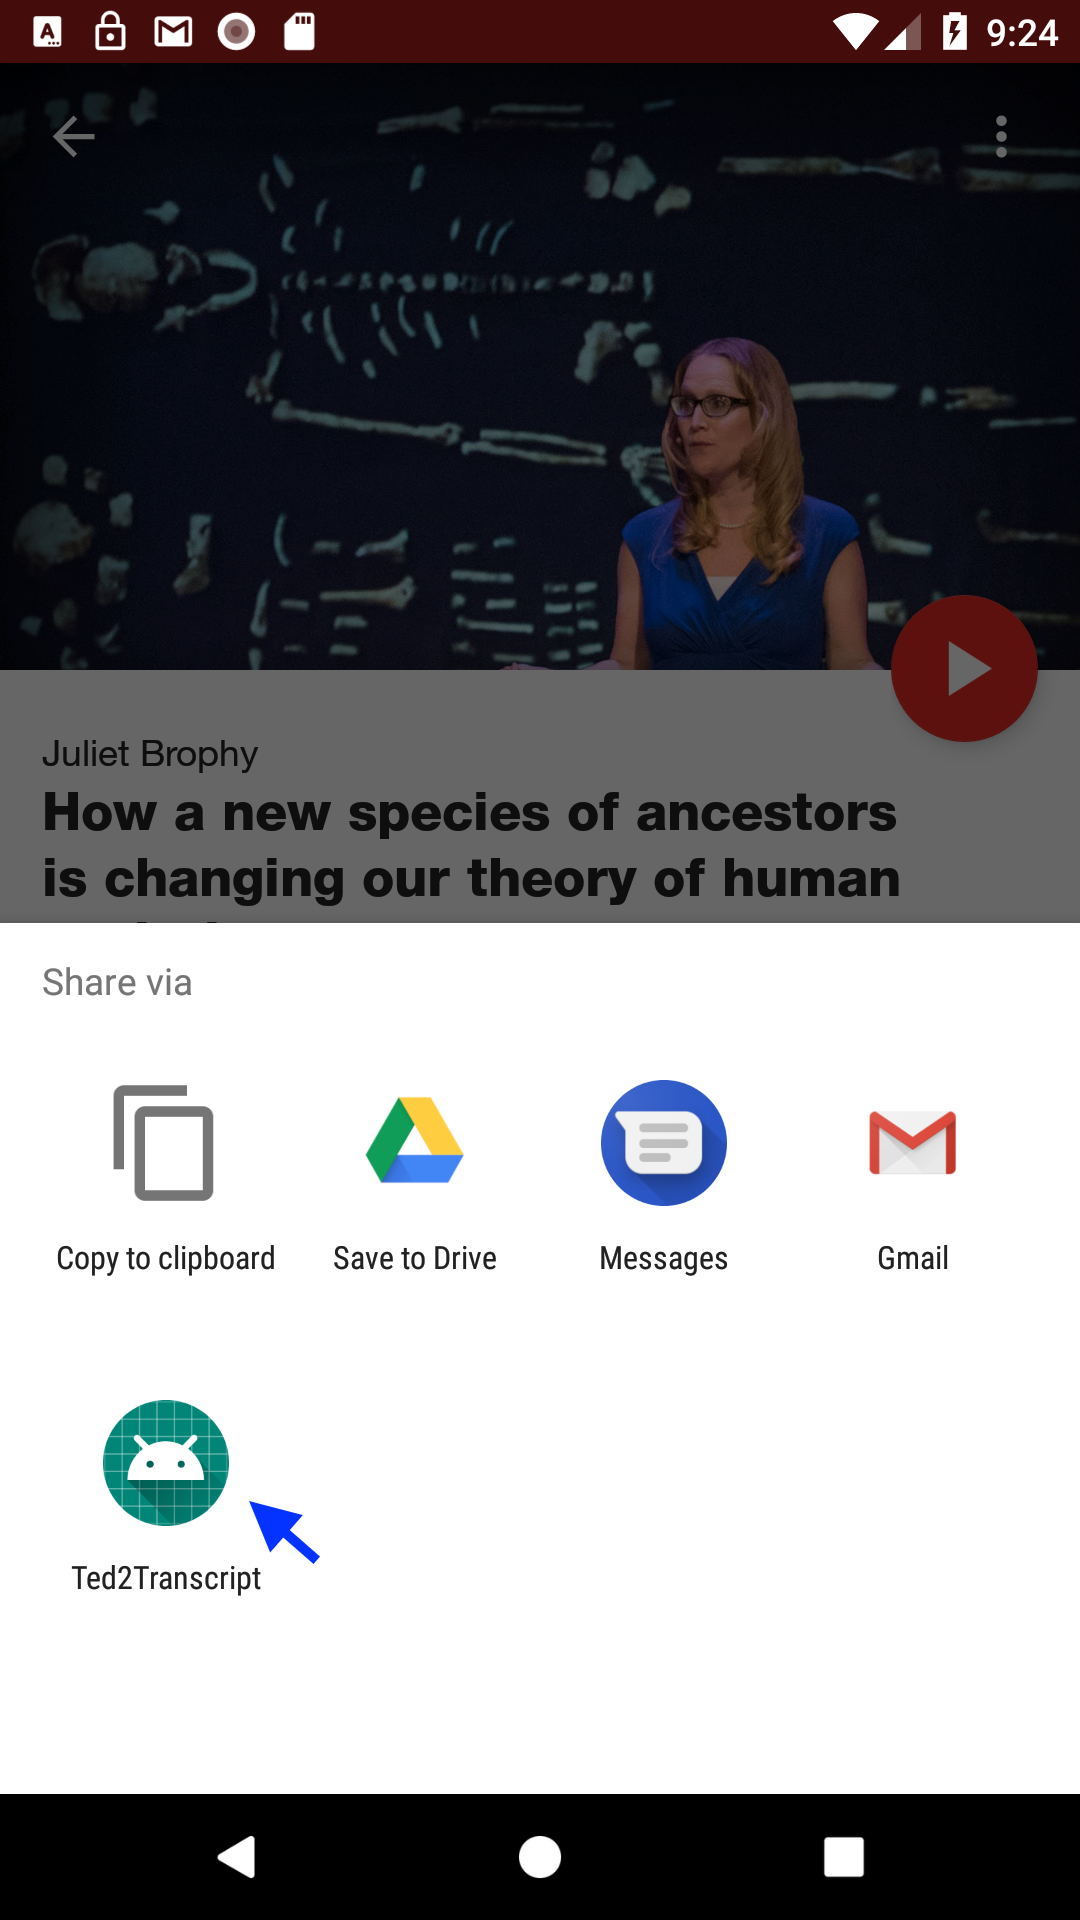 9:24
Juliet Brophy
How a new species of ancestors
is changing our theory of human
Share via
Copy to clipboard
Save to Drive
Messages
Gmail
Ted2Transcript